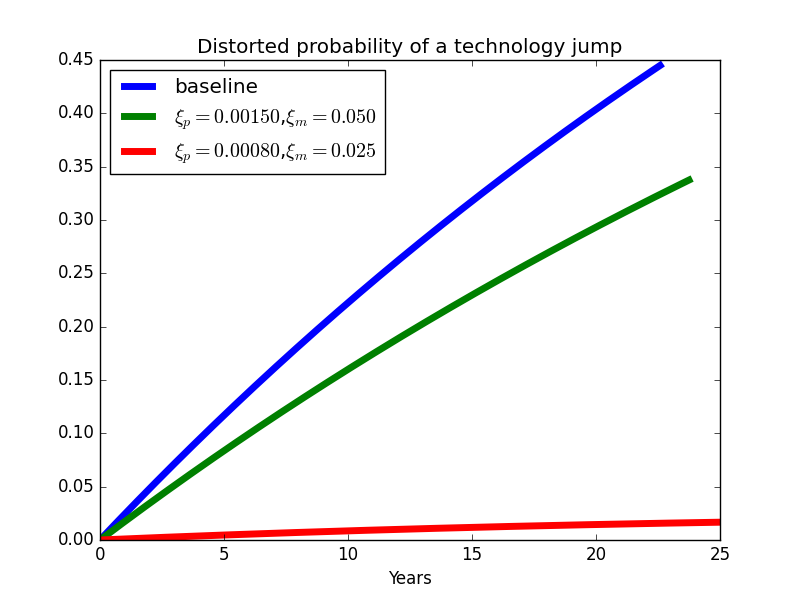 Distorted probability of a technology jump
0.45
0.40
0.35
0.30
0.25
0.20
0.15
0.10
0.05
0.00
baseline
ξp = 0.00150,ξm = 0.050
ξp = 0.00080,ξm = 0.025
0 5 10 15 20 25
Years